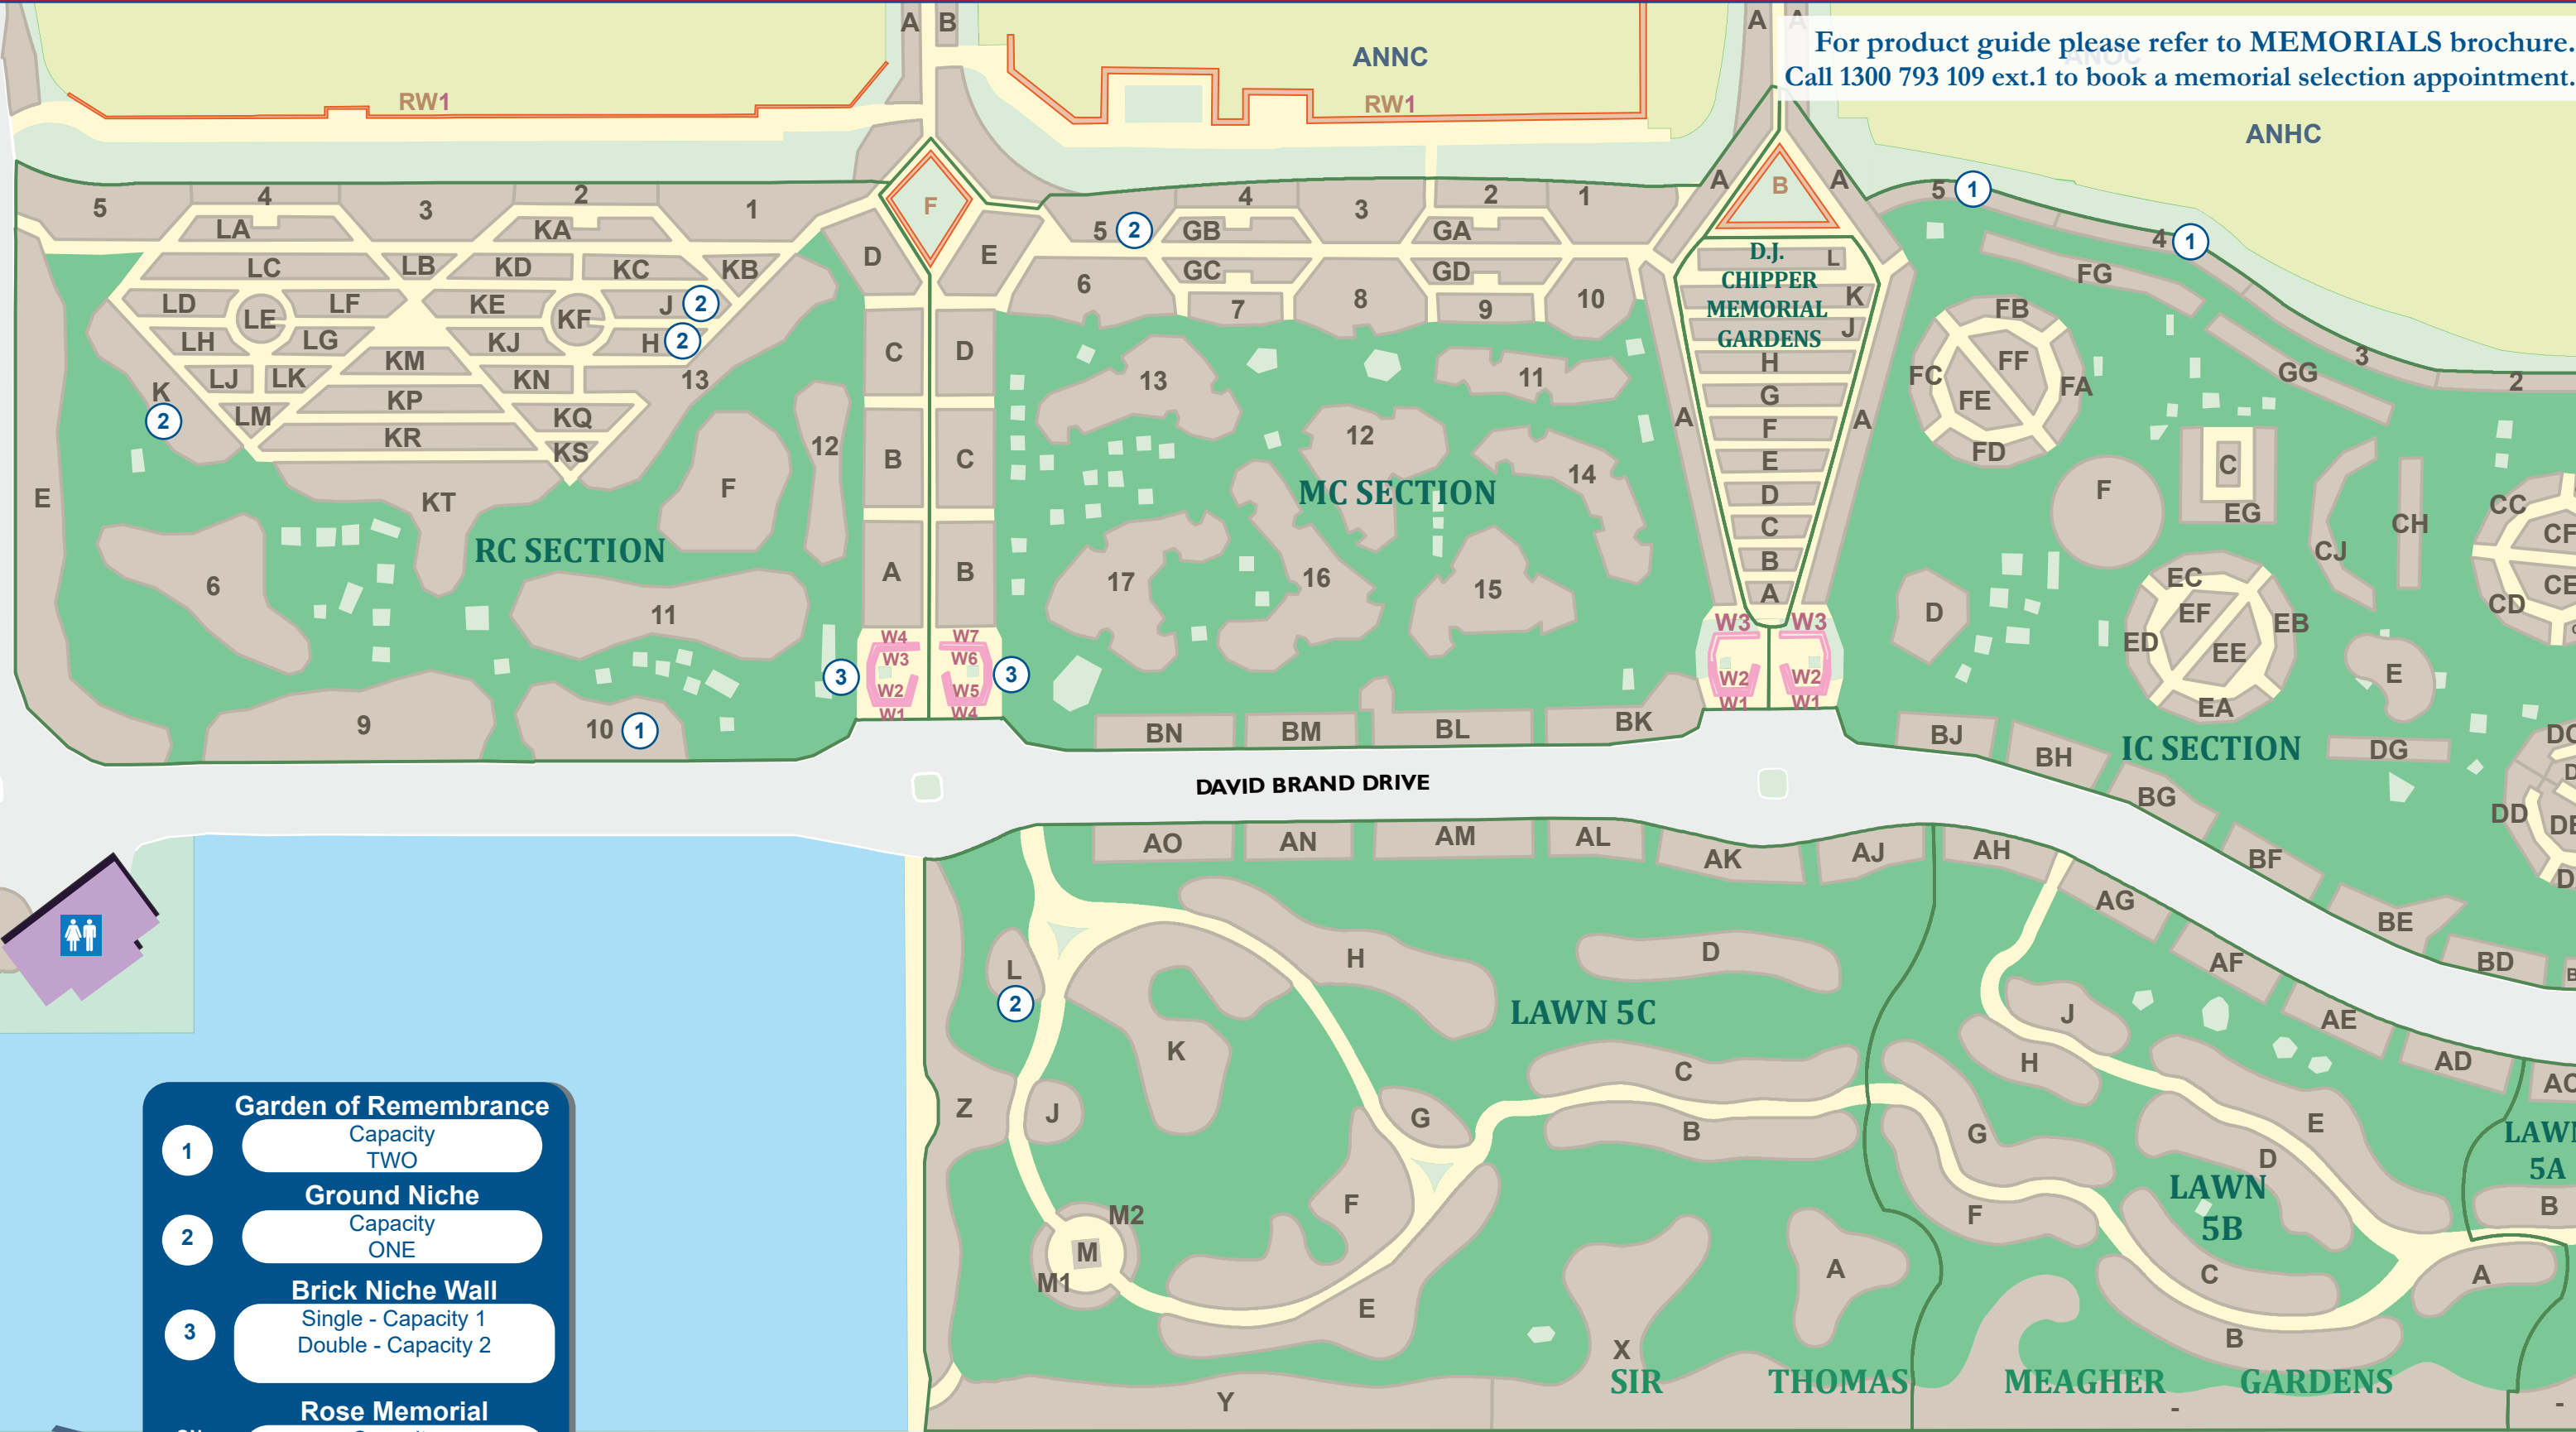 For product guide please refer to MEMORIALS brochure.
Call 1300 793 109 ext.1 to book a memorial selection appointment.
A B
A
A
ANNC
ANHC
RW1
RW1
F
B
A
A
5
4
3
2
1
LA
KA
LC
LB
KD
KC
KB
LD
LE
LF
KE
KF
J 2
LH
LG
KJ
H 2
KM
LJ
LK
KN
13
K
2
LM
KP
KQ
KR
KS
KT
E
6
F
12
11
9
10 1
RC SECTION
D
E
C
D
B
C
A
B
W4
W3
W2
W1
W7
W6
W5
W4
3
3
5 2
4
3
2
1
GB
GA
GC
GD
6
7
8
9
10
13
11
12
14
17
16
15
MC SECTION
BN
BM
BL
BK
D.J.
CHIPPER
MEMORIAL
GARDENS
L
K
J
H
G
F
E
D
C
B
A
A
A
W3
W3
W2
W2
W1
W1
5 1
4 1
3
2
FG
GG
FB
FF
FC
FE
FA
FD
F
C
EG
CJ
CH
CC
CF
CE
CD
D
EC
EF
EB
ED
EE
EA
E
DG
DD
IC SECTION
BJ
BH
BG
BF
BE
BD
DAVID BRAND DRIVE
AO
AN
AM
AL
AK
AJ
AH
AG
AF
AE
AD
L
2
H
D
K
LAWN 5C
C
B
Z
J
G
F
M2
M
M1
E
A
X
Y
J
H
G
E
D
F
LAWN
5B
C
B
A
5A
B
SIR THOMAS MEAGHER GARDENS
-
-
Garden of Remembrance
1
Capacity
TWO
Ground Niche
2
Capacity
ONE
Brick Niche Wall
3
Single - Capacity 1
Double - Capacity 2
Rose Memorial